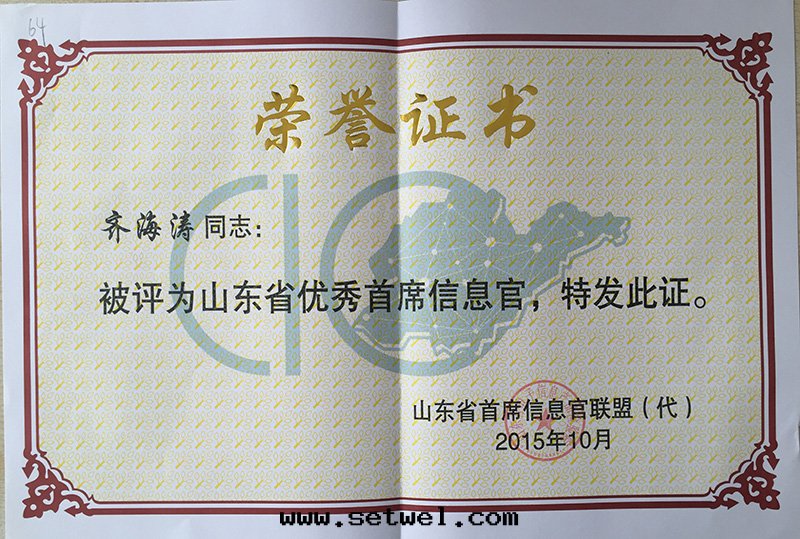 64
荣誉证书
CIO
齐海涛同志：
被评为山东省优秀首席信息官，特发此证。
山东省首席信息官联盟（代）
2015年10月
www.setwel.com